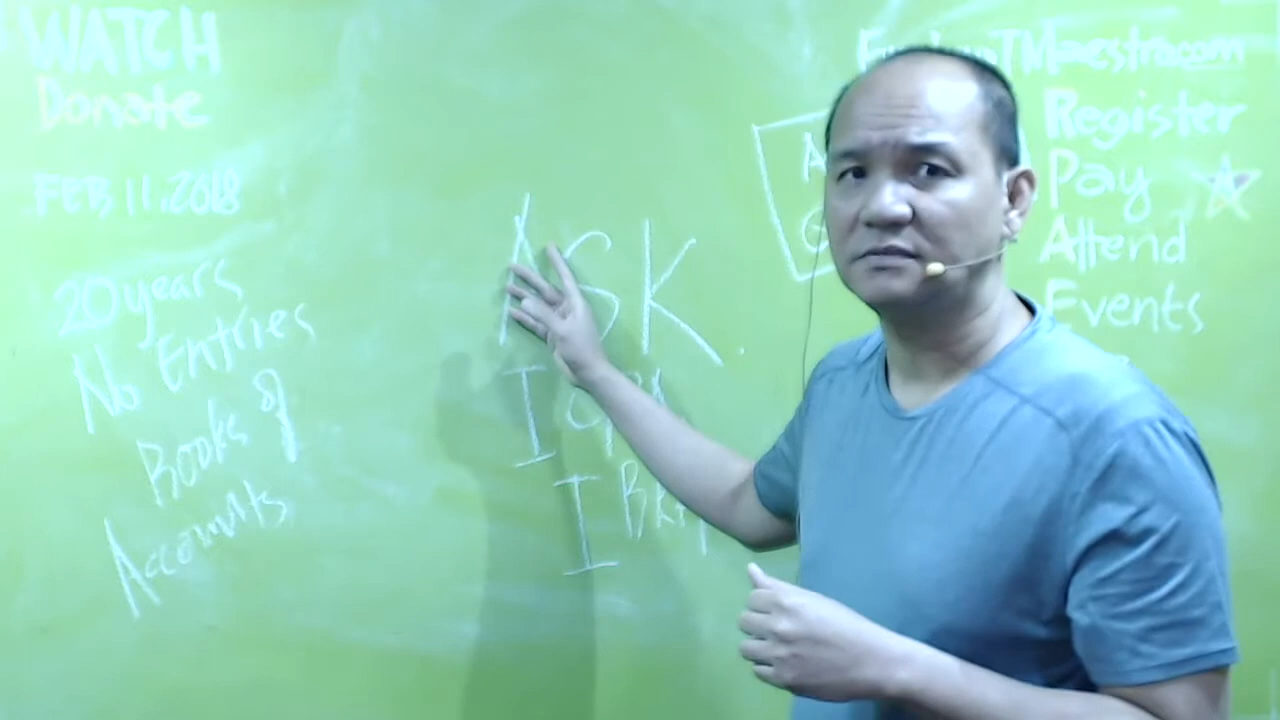 WATCH
Donate
FEB 11, 2018
20 years
No Entries
Books of
Accounts
ASK
I
I
Register
Pay
Attend
Events